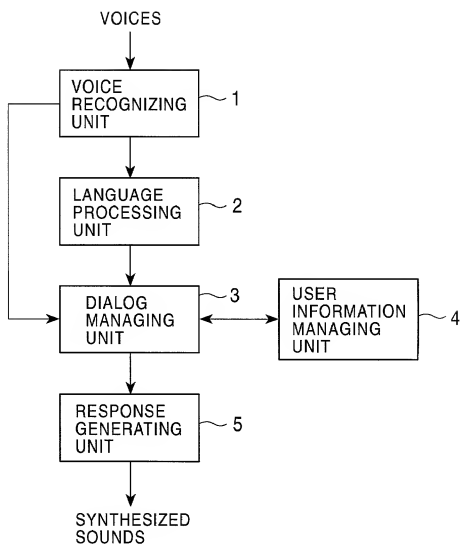 VOICES
VOICE
RECOGNIZING
UNIT
1
LANGUAGE
PROCESSING
UNIT
2
DIALOG
MANAGING
UNIT
3
USER
INFORMATION
MANAGING
UNIT
4
RESPONSE
GENERATING
UNIT
5
SYNTHESIZED
SOUNDS